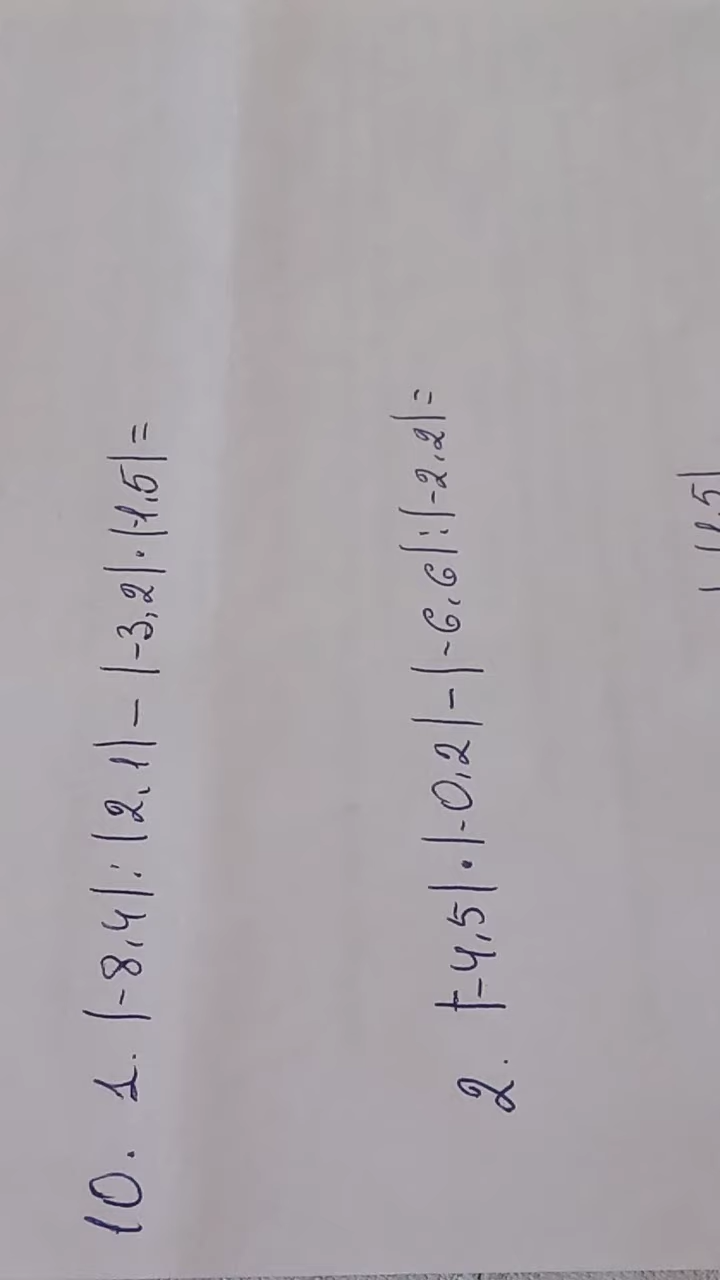 10. 1. |-8,4| : |2,1| - |-3,2| · |-1,5| =
2. |-4,5| · |-0,2| - |-6,6| : |-2,2| =